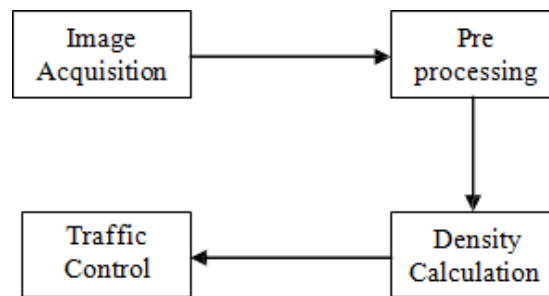 Image
Acquisition
Pre
processing
Density
Calculation
Traffic
Control